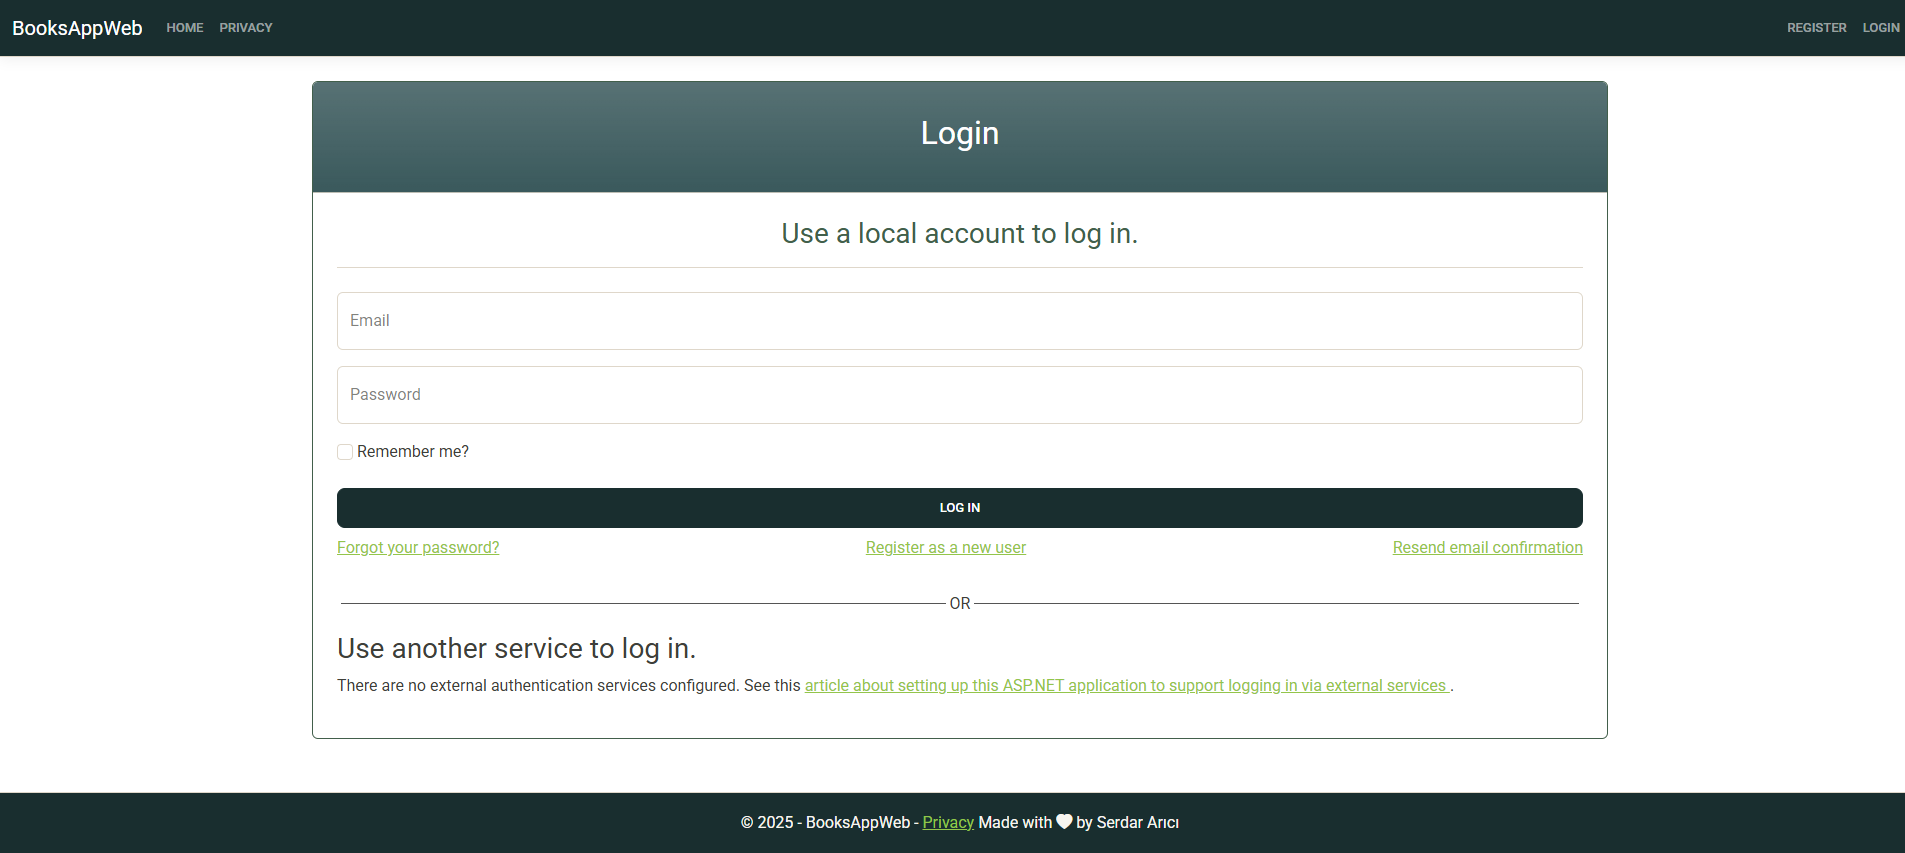 BooksAppWeb HOME PRIVACY REGISTER LOGIN
Login
Use a local account to log in.
Email
Password
Remember me?
LOG IN
Forgot your password? Register as a new user Resend email confirmation
OR
Use another service to log in.
There are no external authentication services configured. See this article about setting up this ASP.NET application to support logging in via external services .
© 2025 - BooksAppWeb - Privacy Made with by Serdar Arıcı